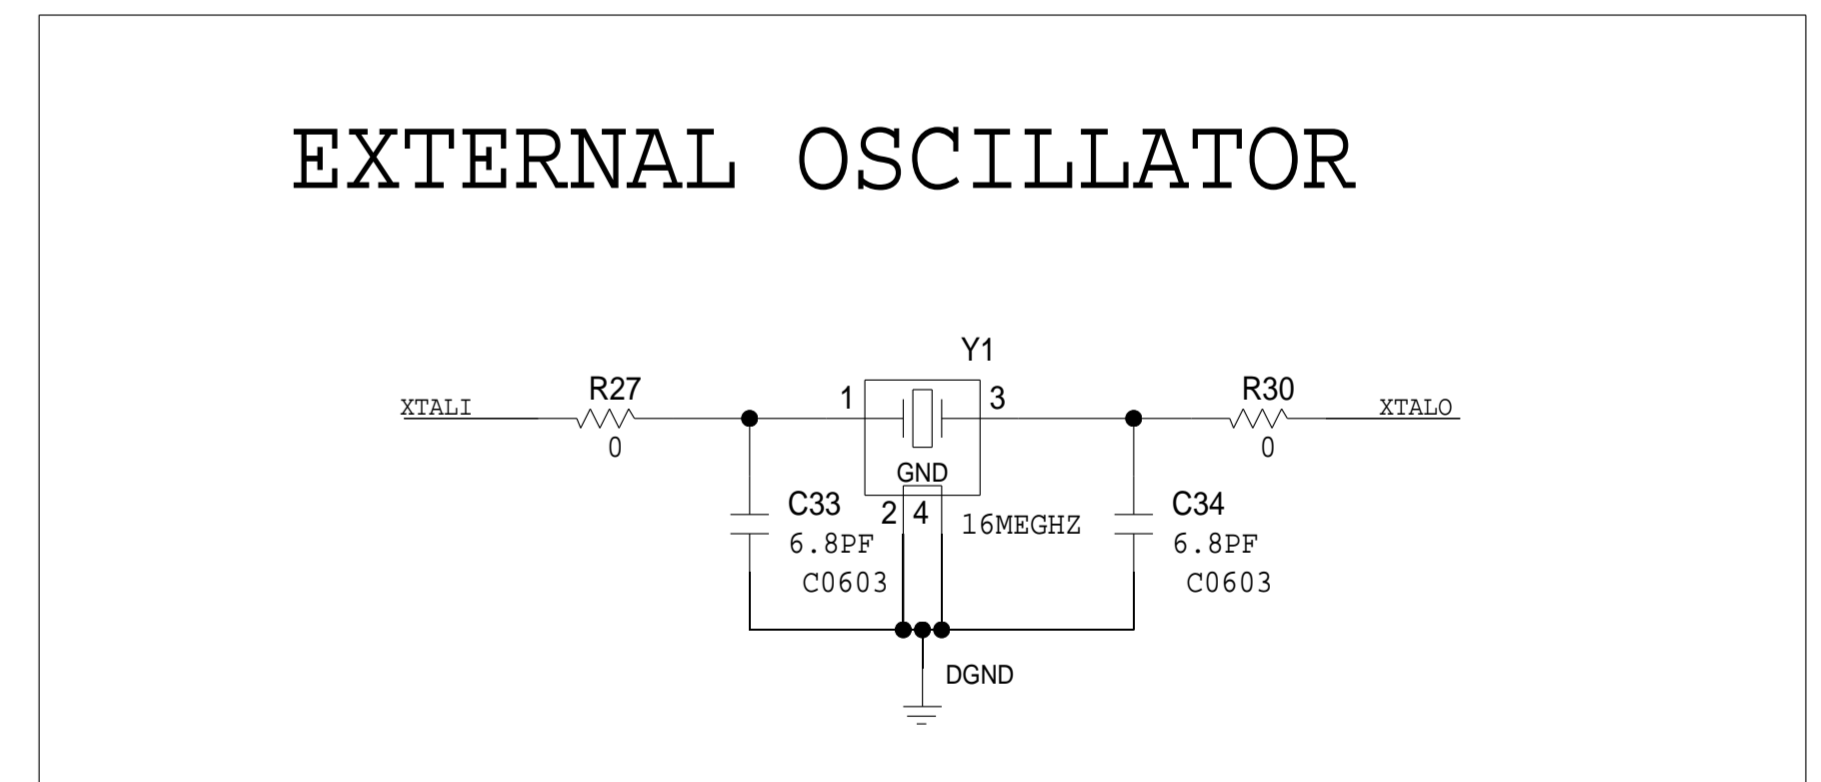 EXTERNAL OSCILLATOR
Y1
XTALI
R27
0
1
3
R30
0
XTALO
GND
2 4
16MEGHZ
C33
6.8PF
C0603
C34
6.8PF
C0603
DGND